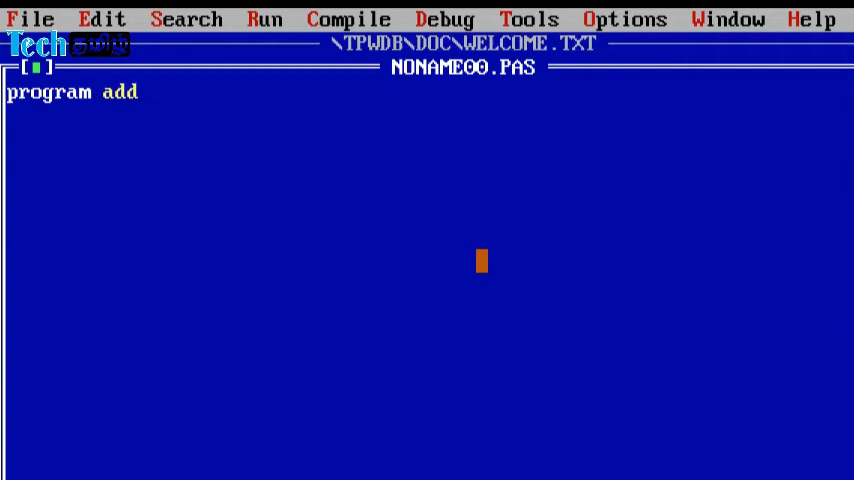 File Edit Search Run Compile Debug Tools Options Window Help
Tech தமிழ்
\TPWDB\DOC\WELCOME.TXT
[■] NONAME00.PAS
program add